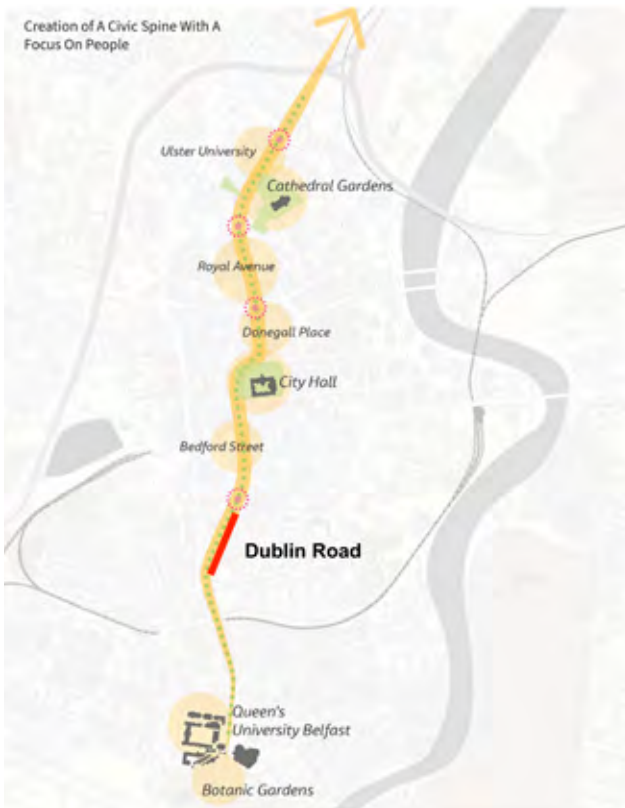 Creation of A Civic Spine With A
Focus On People
Ulster University
Cathedral Gardens
Royal Avenue
Donegall Place
City Hall
Bedford Street
Dublin Road
Queen's
University Belfast
Botanic Gardens